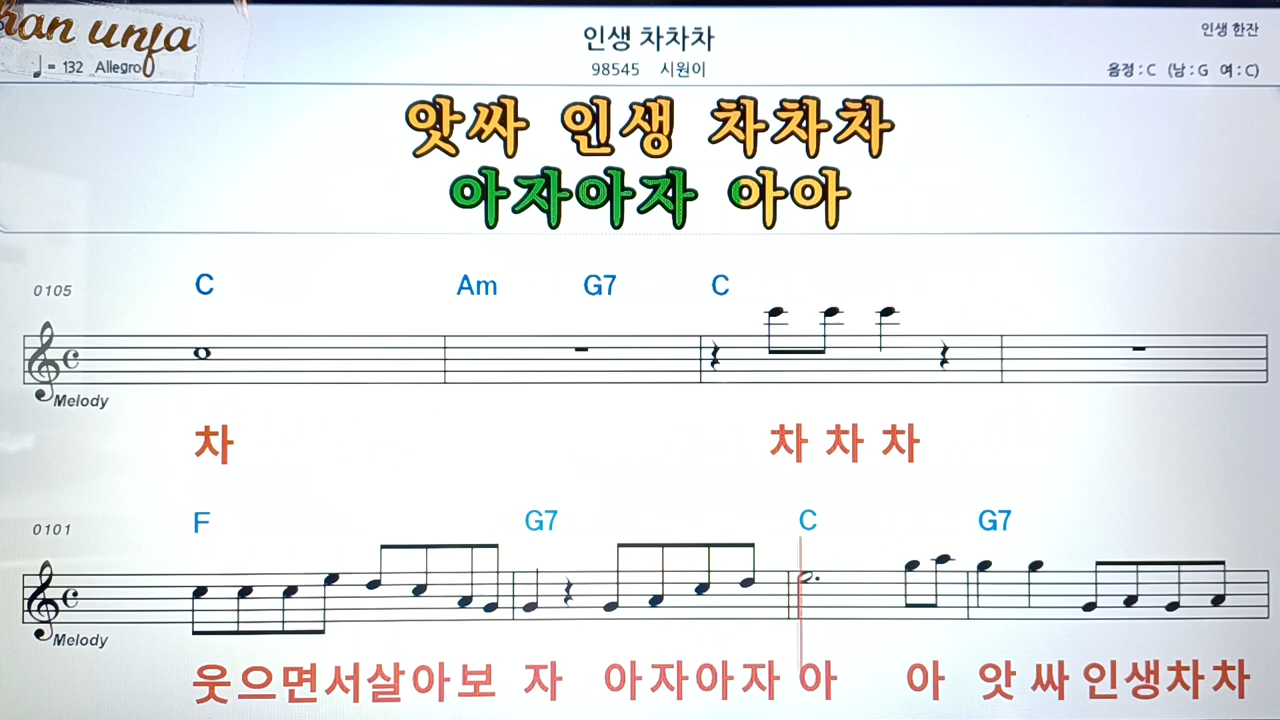 han unfa
인생 차차차
인생 한잔
♩= 132 Allegro
98545 시원이
음정 : C (남 : G 여 : C)
앗싸 인생 차차차
아자아자 아아
C Am G7 C
0105
Melody
차 차 차 차
F G7 C G7
0101
Melody
웃으면서살아보 자 아자아자 아 아 앗 싸 인생차차